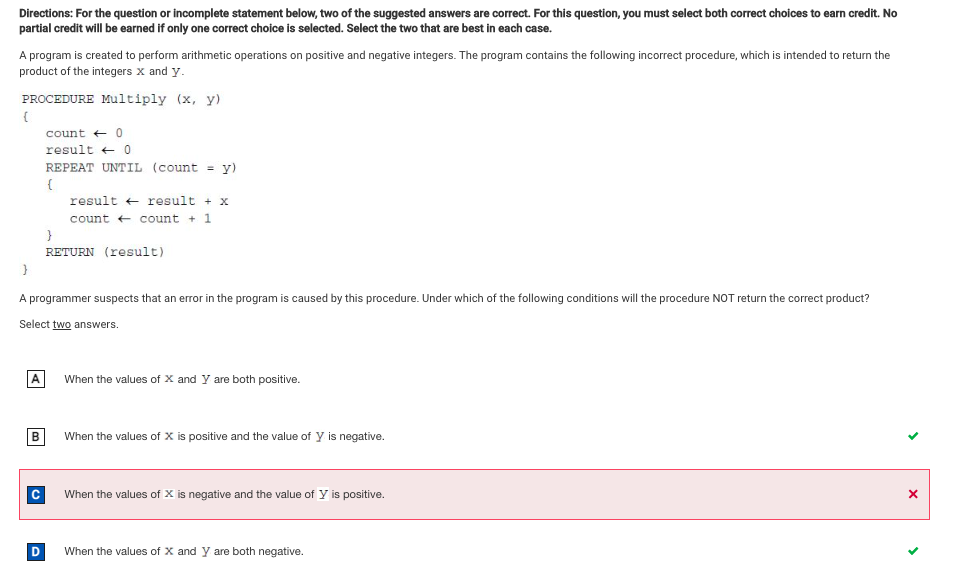 Directions: For the question or incomplete statement below, two of the suggested answers are correct. For this question, you must select both correct choices to earn credit. No
partial credit will be earned if only one correct choice is selected. Select the two that are best in each case.
A program is created to perform arithmetic operations on positive and negative integers. The program contains the following incorrect procedure, which is intended to return the
product of the integers x and y.
PROCEDURE Multiply (x, y)
{
count ← 0
result ← 0
REPEAT UNTIL (count = y)
{
result ← result + x
count ← count + 1
}
RETURN (result)
}
A programmer suspects that an error in the program is caused by this procedure. Under which of the following conditions will the procedure NOT return the correct product?
Select two answers.
A When the values of x and y are both positive.
B When the values of x is positive and the value of y is negative.
C When the values of x is negative and the value of y is positive.
D When the values of x and y are both negative.